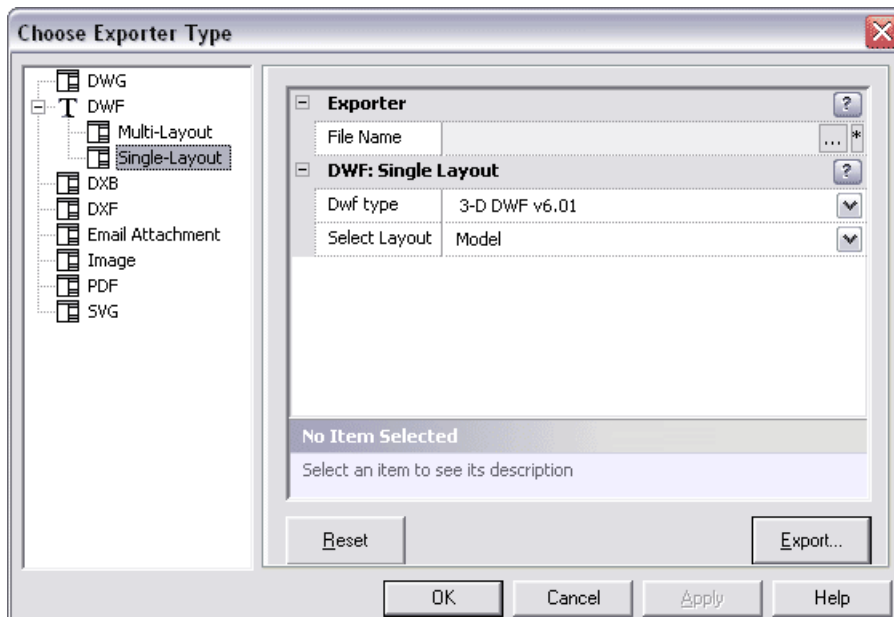 Choose Exporter Type
DWG
DWF
Multi-Layout
Single-Layout
DXB
DXF
Email Attachment
Image
PDF
SVG
Exporter ?
File Name ... *
DWF: Single Layout ?
Dwf type 3-D DWF v6.01
Select Layout Model
No Item Selected
Select an item to see its description
Reset Export...
OK Cancel Apply Help